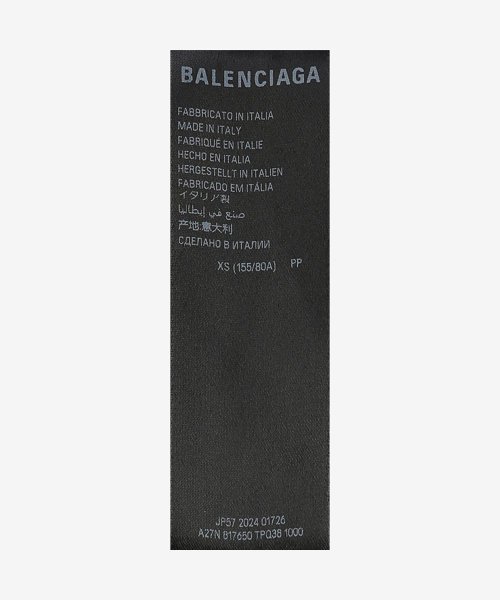 BALENCIAGA
FABBRICATO IN ITALIA
MADE IN ITALY
FABRIQUÉ EN ITALIE
HECHO EN ITALIA
HERGESTELLT IN ITALIEN
FABRICADO EM ITÁLIA
イタリア製
صنع في إيطاليا
产地:意大利
СДЕЛАНО В ИТАЛИИ
XS (155/80A) PP
JP57 2024 01726
A27N 817650 TPQ38 1000